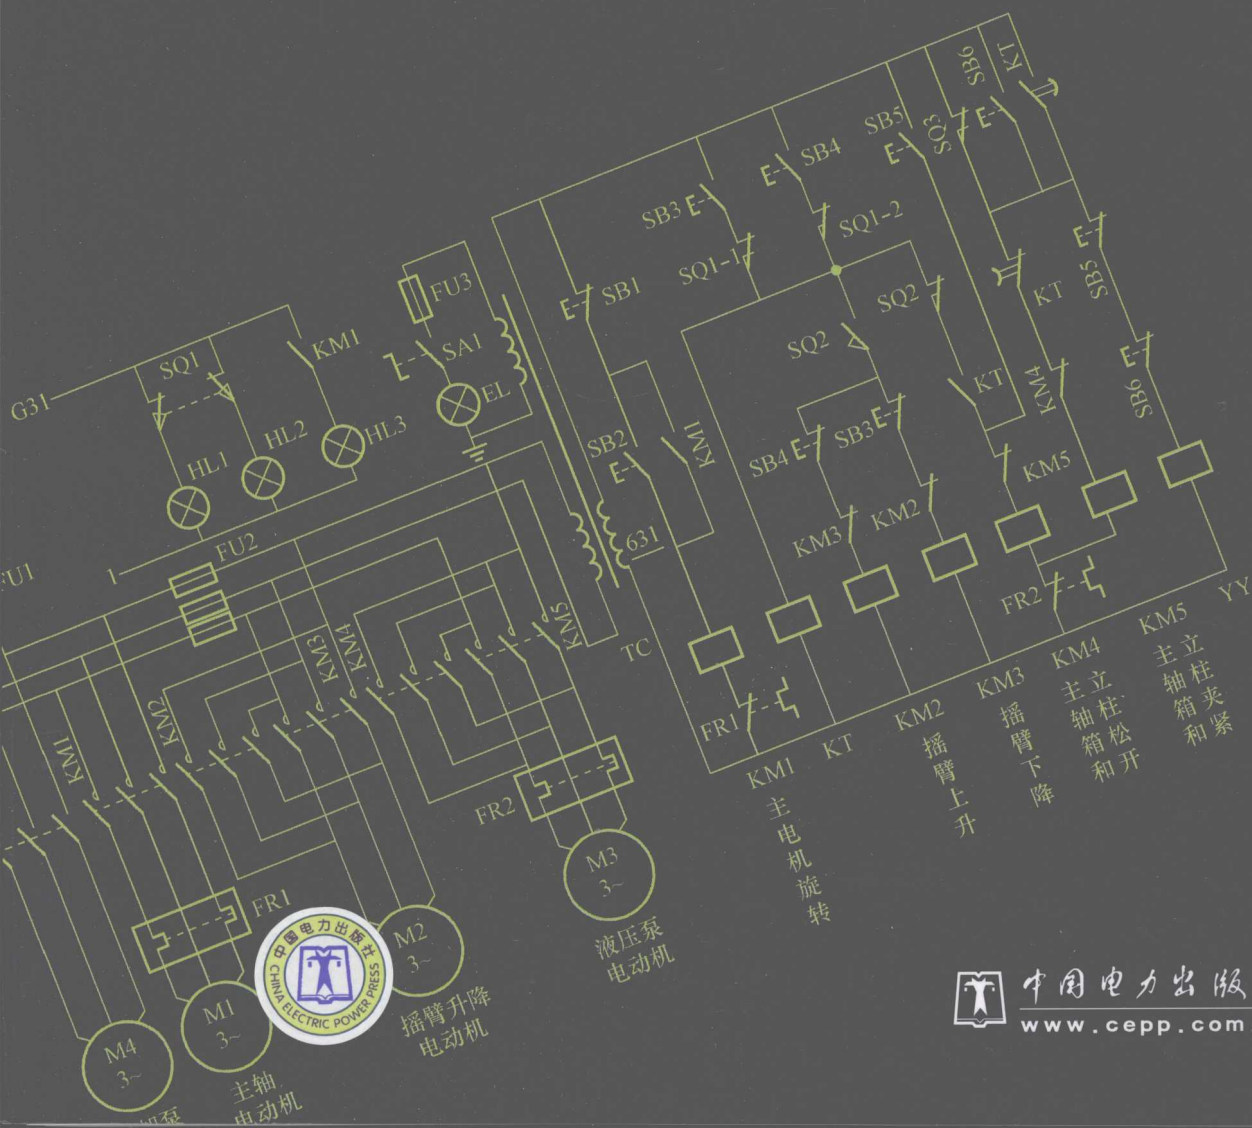 SB6
KT
SB5
SQ3
SB4
SB3
SQ1-2
SQ1-1
SB1
FU3
SA1
EL
KM1
SQ1
G31
HL3
HL2
HL1
SQ2
SQ2
KT
SB5
KT
KM4
SB6
SB3
SB4
KM1
SB2
KM5
KM2
KM3
631
FU2
1
FU1
FR2
YY
KM5
KM4
KM3
KM2
KT
KM1
TC
FR1
KM5
KM4
KM3
KM2
KM1
FR2
FR1
主轴箱和
立柱夹紧
主轴箱和
立柱松开
摇臂下降
摇臂上升
主电机旋转
M3
3~
液压泵
电动机
M2
3~
摇臂升降
电动机
M1
3~
主轴
电动机
M4
3~
中国电力出版社
CHINA ELECTRIC POWER PRESS
中国电力出版
www.cepp.com